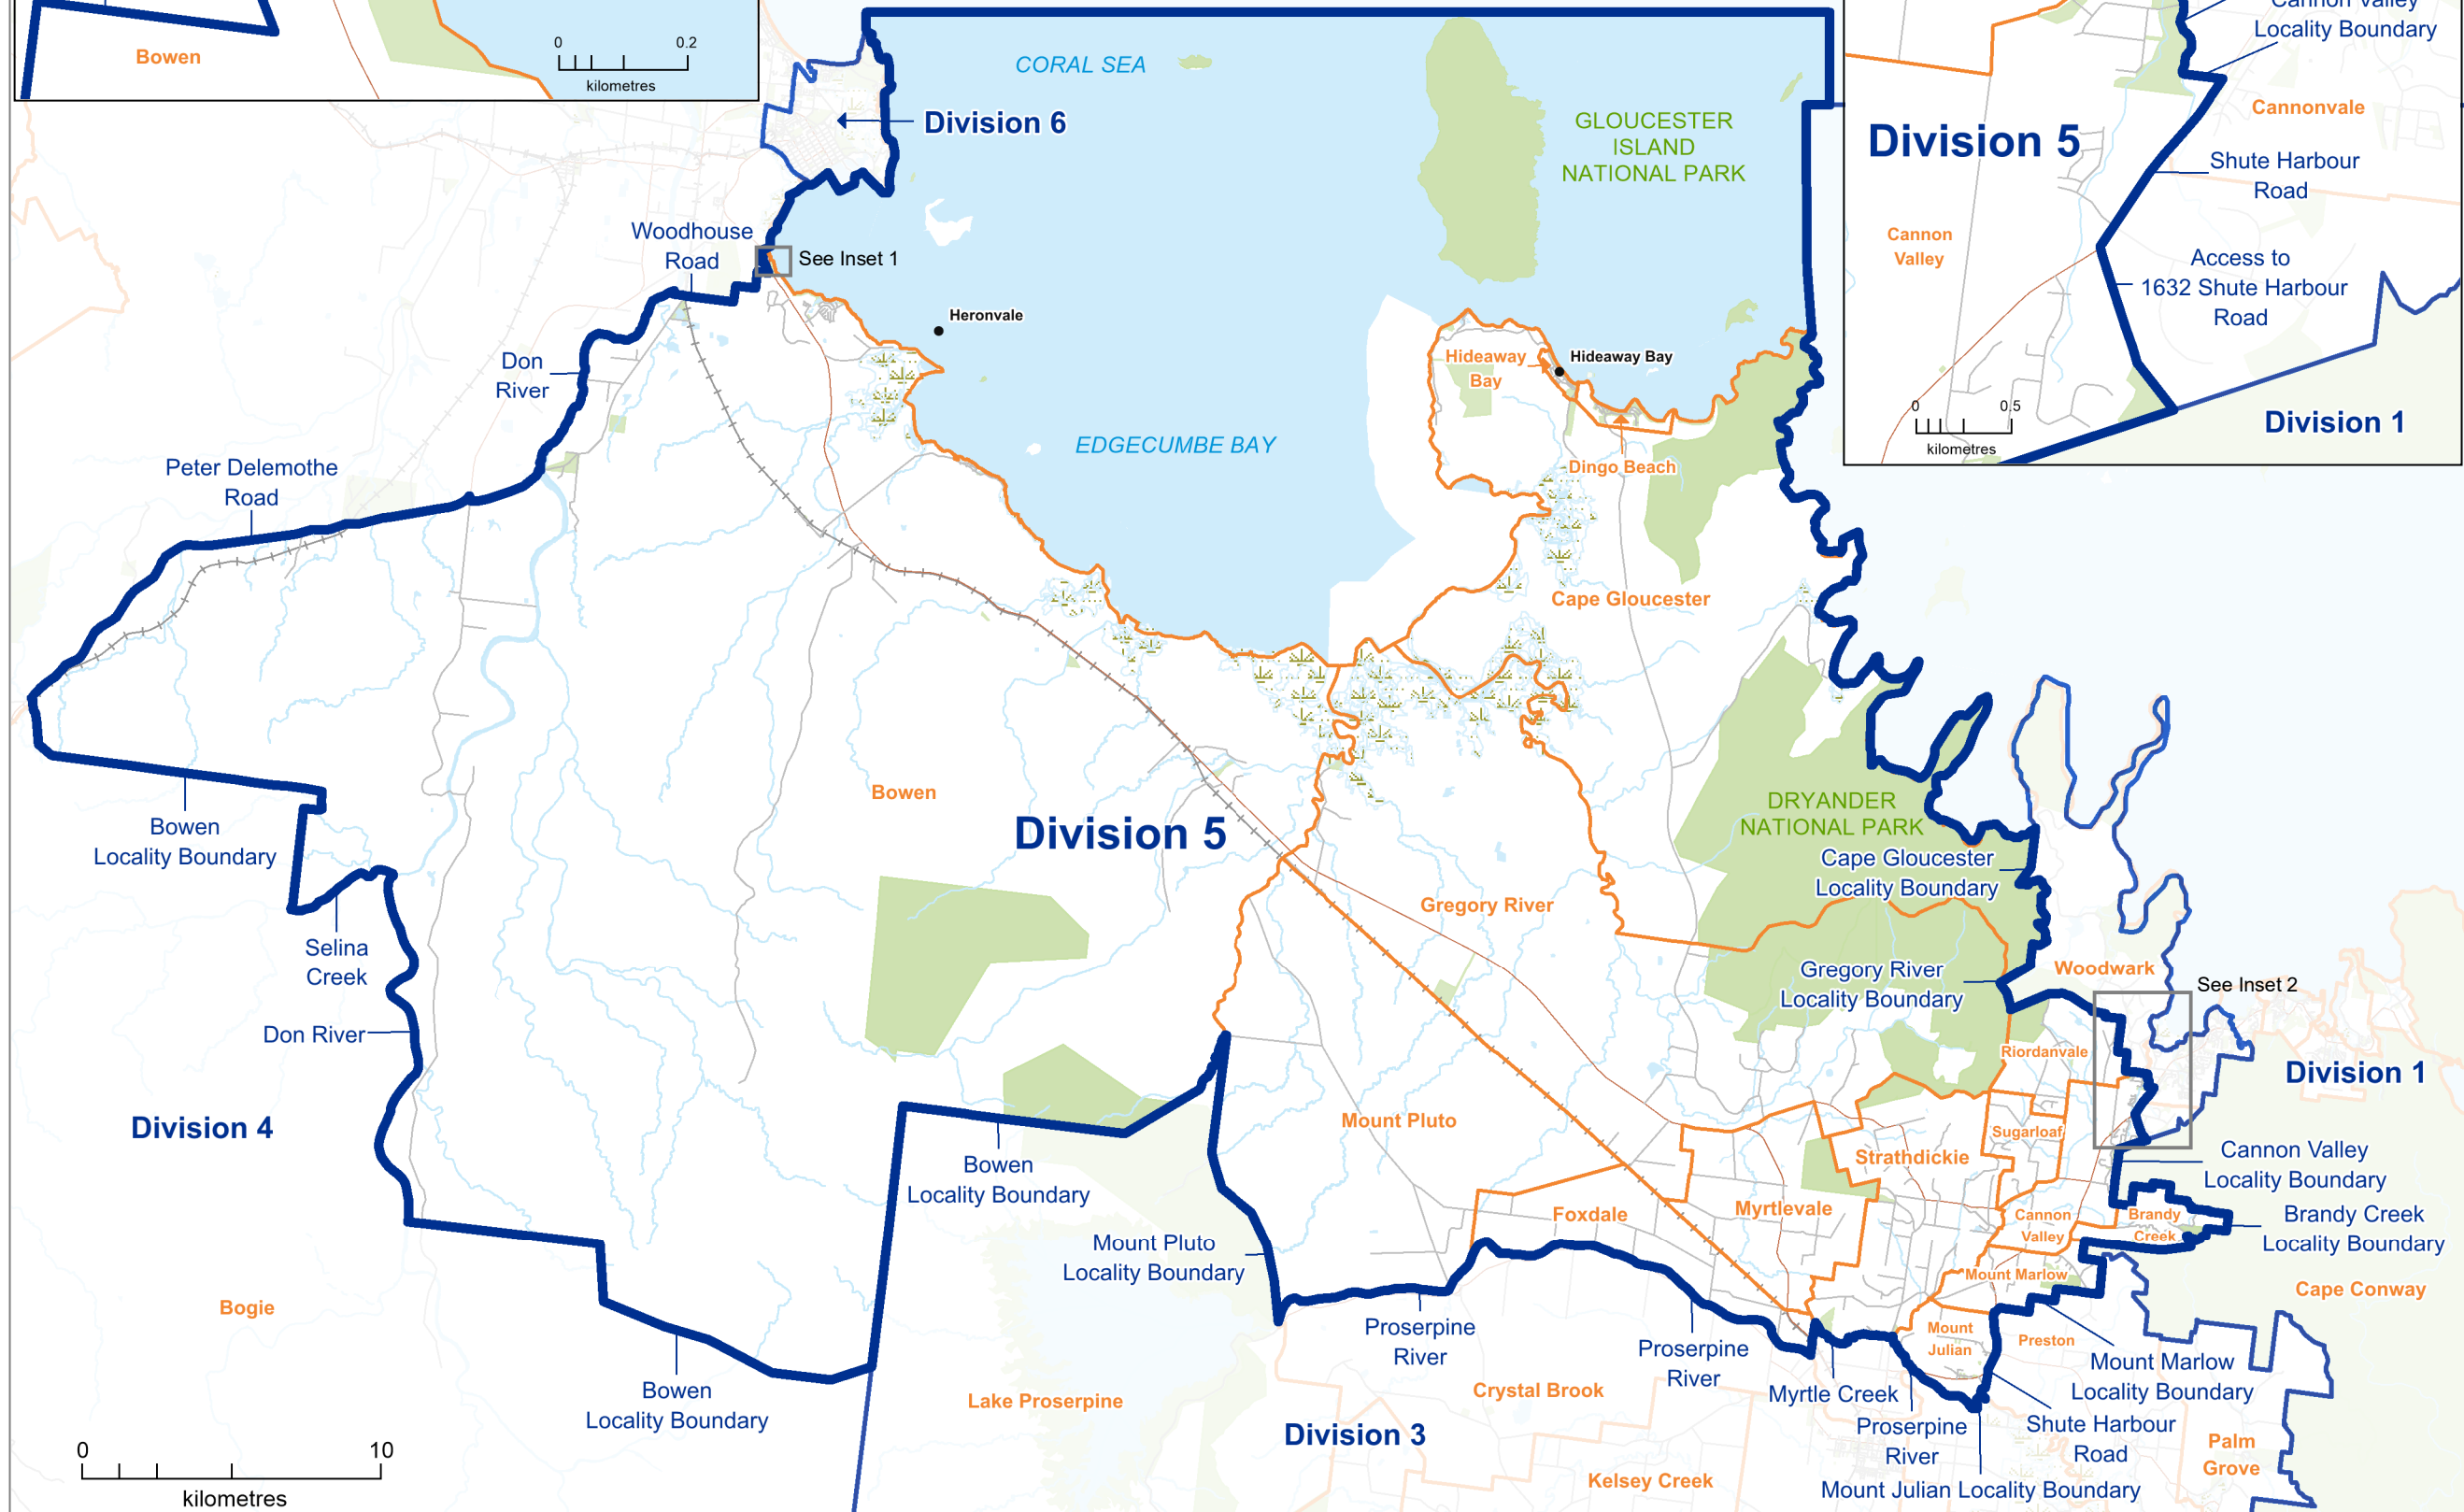 Bowen
0 0.2
kilometres
CORAL SEA
Division 6
GLOUCESTER
ISLAND
NATIONAL PARK
Cannon Valley
Locality Boundary
Cannonvale
Division 5
Shute Harbour
Road
Cannon
Valley
Access to
1632 Shute Harbour
Road
0 0.5
kilometres
Division 1
Woodhouse
Road
See Inset 1
Heronvale
Don
River
Hideaway
Bay
Hideaway Bay
EDGECUMBE BAY
Dingo Beach
Peter Delemothe
Road
Cape Gloucester
Bowen
Division 5
DRYANDER
NATIONAL PARK
Bowen
Locality Boundary
Cape Gloucester
Locality Boundary
Gregory River
Selina
Creek
Gregory River
Locality Boundary
Woodwark
See Inset 2
Don River
Riordanvale
Division 1
Division 4
Mount Pluto
Sugarloaf
Strathdickie
Cannon Valley
Locality Boundary
Bowen
Locality Boundary
Foxdale
Myrtlevale
Cannon
Valley
Brandy
Creek
Brandy Creek
Locality Boundary
Mount Pluto
Locality Boundary
Mount Marlow
Cape Conway
Bogie
Proserpine
River
Proserpine
River
Mount
Julian
Preston
Mount Marlow
Locality Boundary
Bowen
Locality Boundary
Lake Proserpine
Crystal Brook
Myrtle Creek
Proserpine
River
Shute Harbour
Road
Division 3
Palm
Grove
0 10
kilometres
Kelsey Creek
Mount Julian Locality Boundary